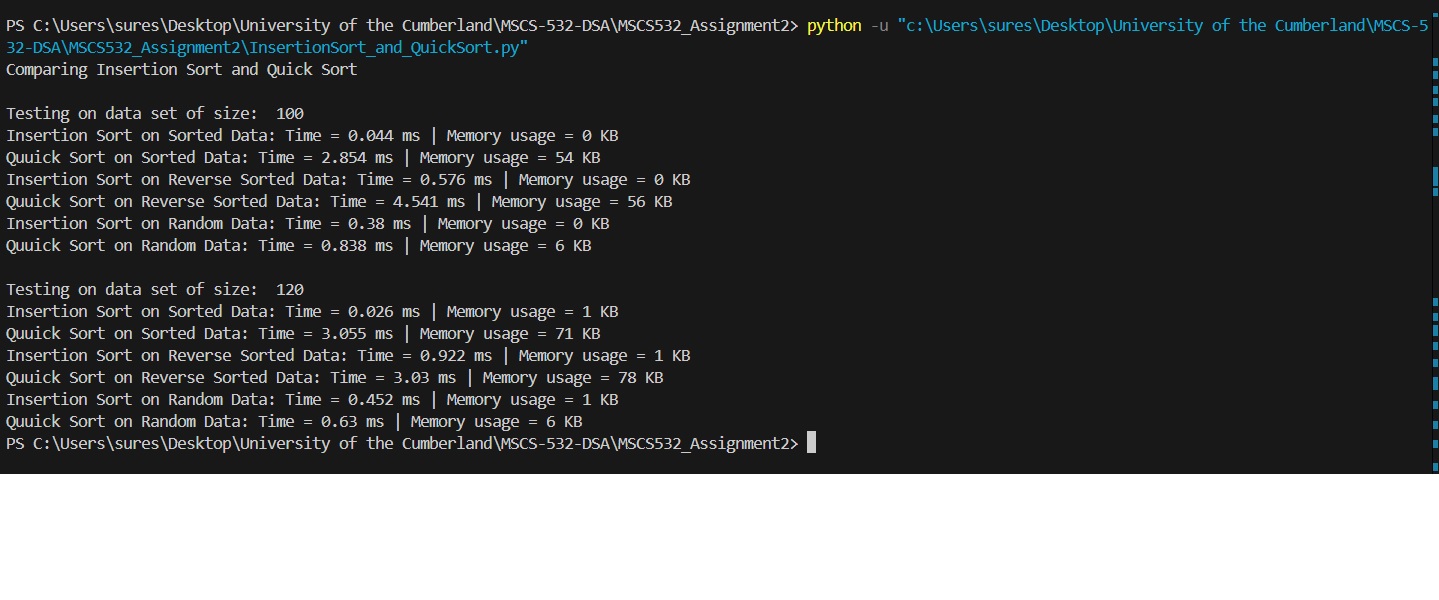 PS C:\Users\sures\Desktop\University of the Cumberland\MSCS-532-DSA\MSCS532_Assignment2> python -u "c:\Users\sures\Desktop\University of the Cumberland\MSCS-5
32-DSA\MSCS532_Assignment2\InsertionSort_and_QuickSort.py"
Comparing Insertion Sort and Quick Sort
Testing on data set of size:  100
Insertion Sort on Sorted Data: Time = 0.044 ms | Memory usage = 0 KB
Quuick Sort on Sorted Data: Time = 2.854 ms | Memory usage = 54 KB
Insertion Sort on Reverse Sorted Data: Time = 0.576 ms | Memory usage = 0 KB
Quuick Sort on Reverse Sorted Data: Time = 4.541 ms | Memory usage = 56 KB
Insertion Sort on Random Data: Time = 0.38 ms | Memory usage = 0 KB
Quuick Sort on Random Data: Time = 0.838 ms | Memory usage = 6 KB
Testing on data set of size:  120
Insertion Sort on Sorted Data: Time = 0.026 ms | Memory usage = 1 KB
Quuick Sort on Sorted Data: Time = 3.055 ms | Memory usage = 71 KB
Insertion Sort on Reverse Sorted Data: Time = 0.922 ms | Memory usage = 1 KB
Quuick Sort on Reverse Sorted Data: Time = 3.03 ms | Memory usage = 78 KB
Insertion Sort on Random Data: Time = 0.452 ms | Memory usage = 1 KB
Quuick Sort on Random Data: Time = 0.63 ms | Memory usage = 6 KB
PS C:\Users\sures\Desktop\University of the Cumberland\MSCS-532-DSA\MSCS532_Assignment2>